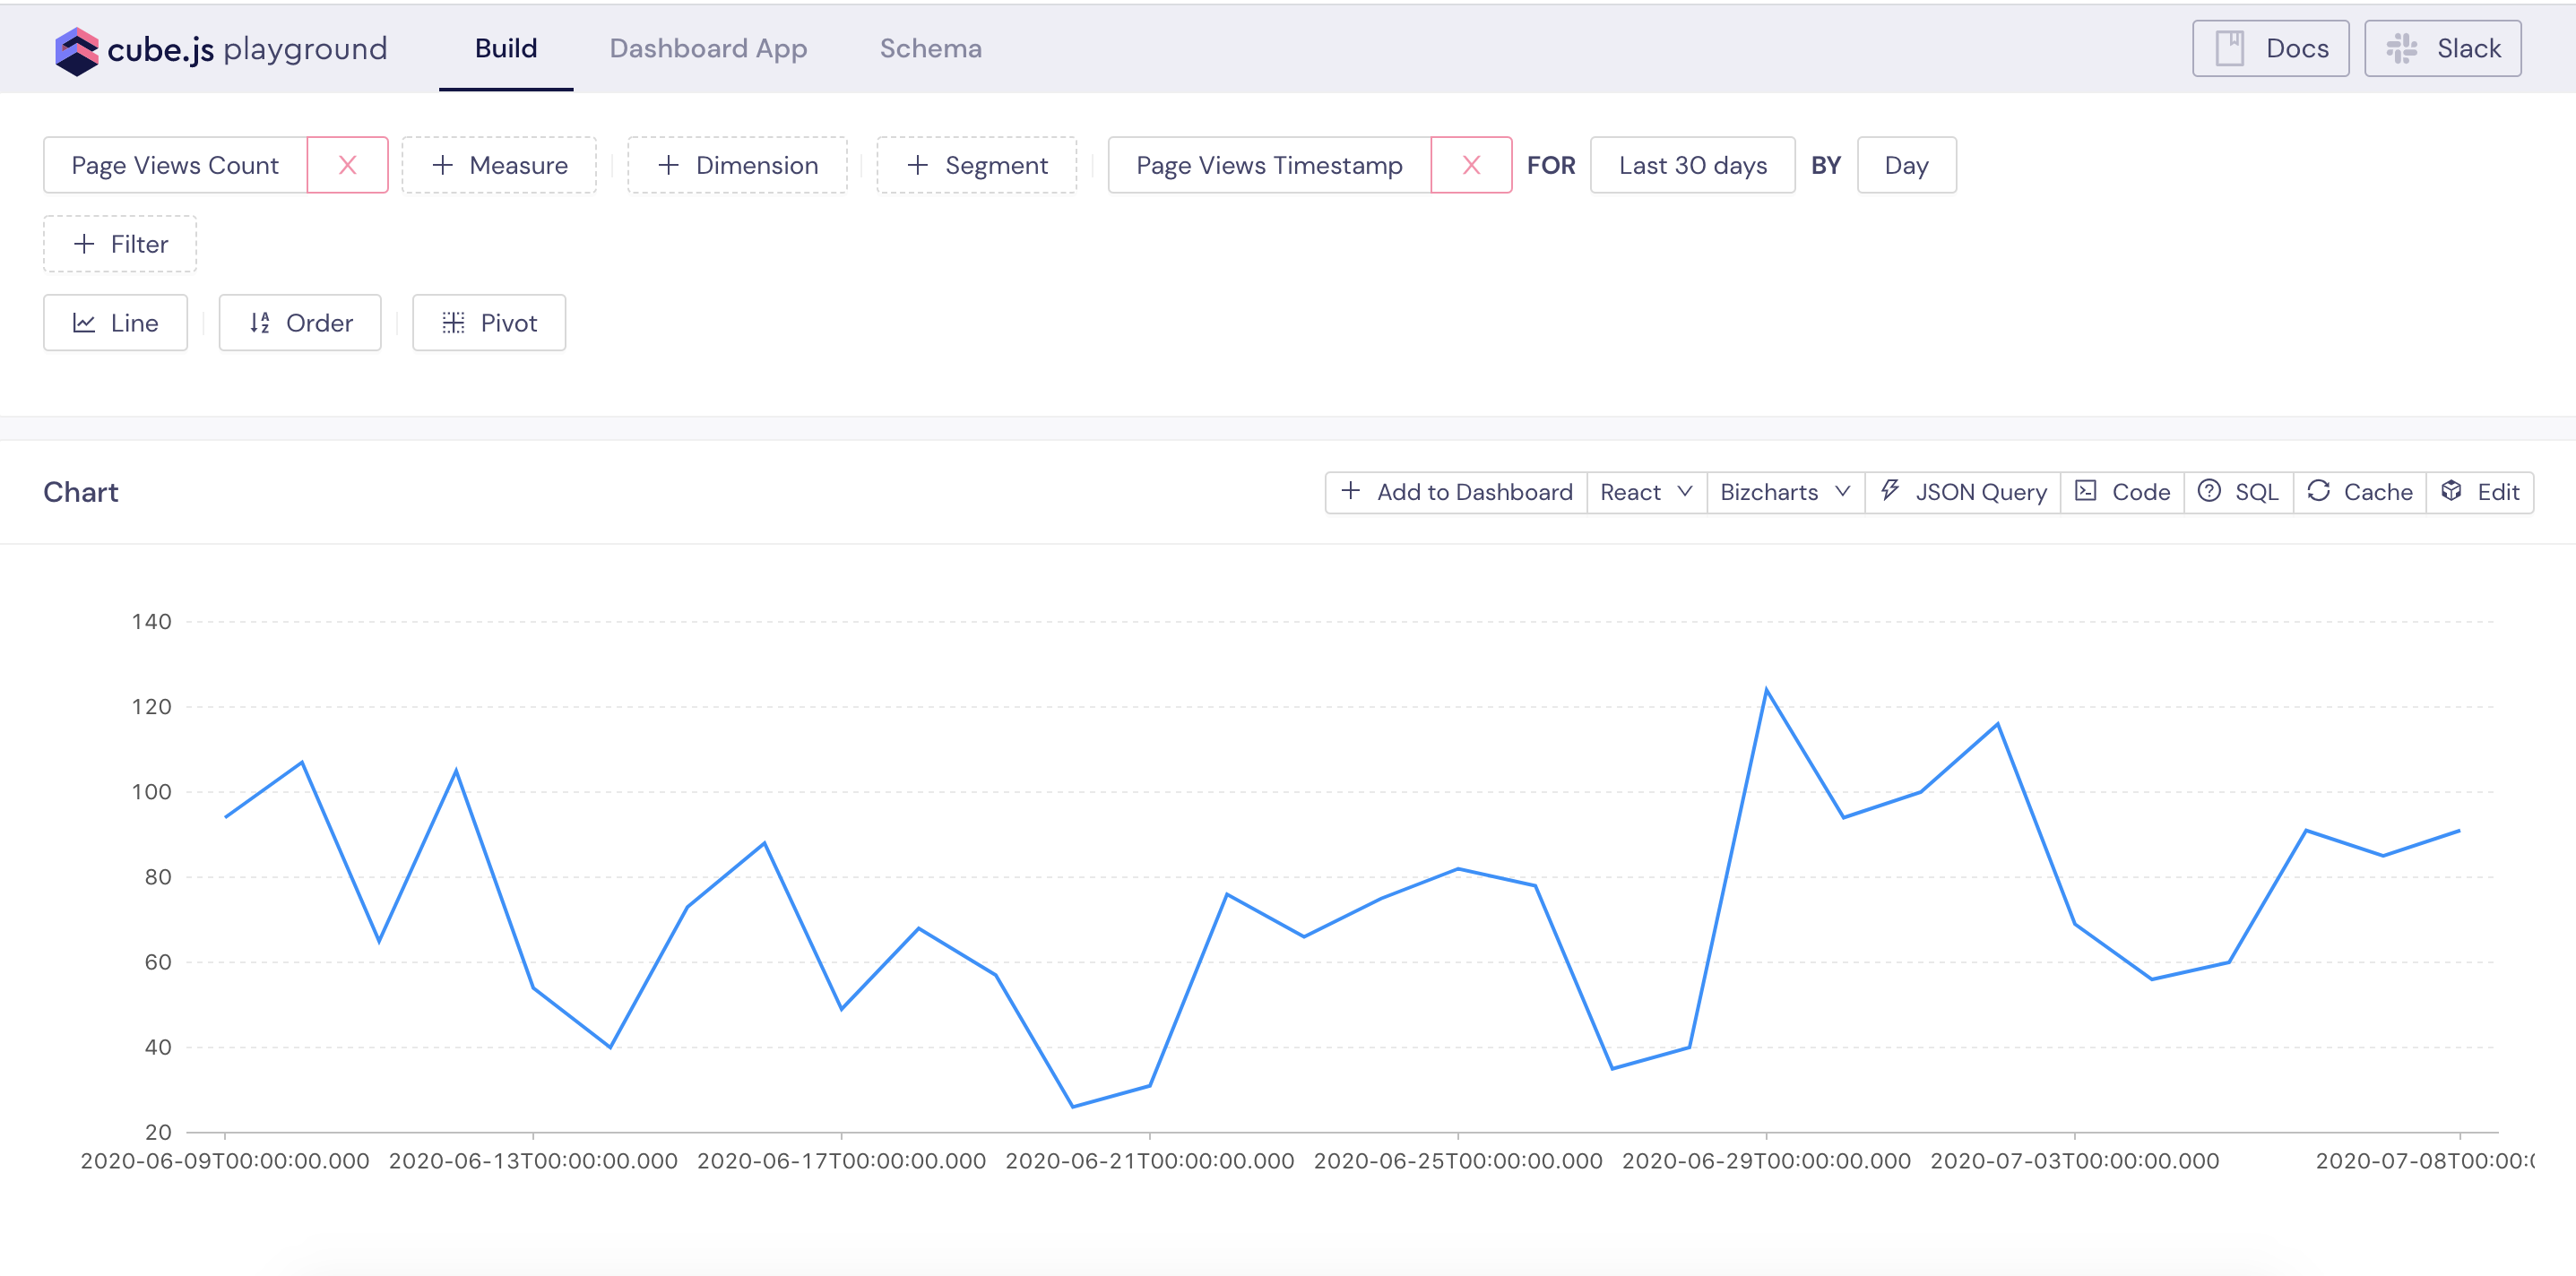 cube.js playground Build Dashboard App Schema Docs Slack
Page Views Count X + Measure + Dimension + Segment Page Views Timestamp X FOR Last 30 days BY Day
+ Filter
Line Order Pivot
Chart + Add to Dashboard React Bizcharts JSON Query Code SQL Cache Edit
140
120
100
80
60
40
20
2020-06-09T00:00:00.000 2020-06-13T00:00:00.000 2020-06-17T00:00:00.000 2020-06-21T00:00:00.000 2020-06-25T00:00:00.000 2020-06-29T00:00:00.000 2020-07-03T00:00:00.000 2020-07-08T00:00: